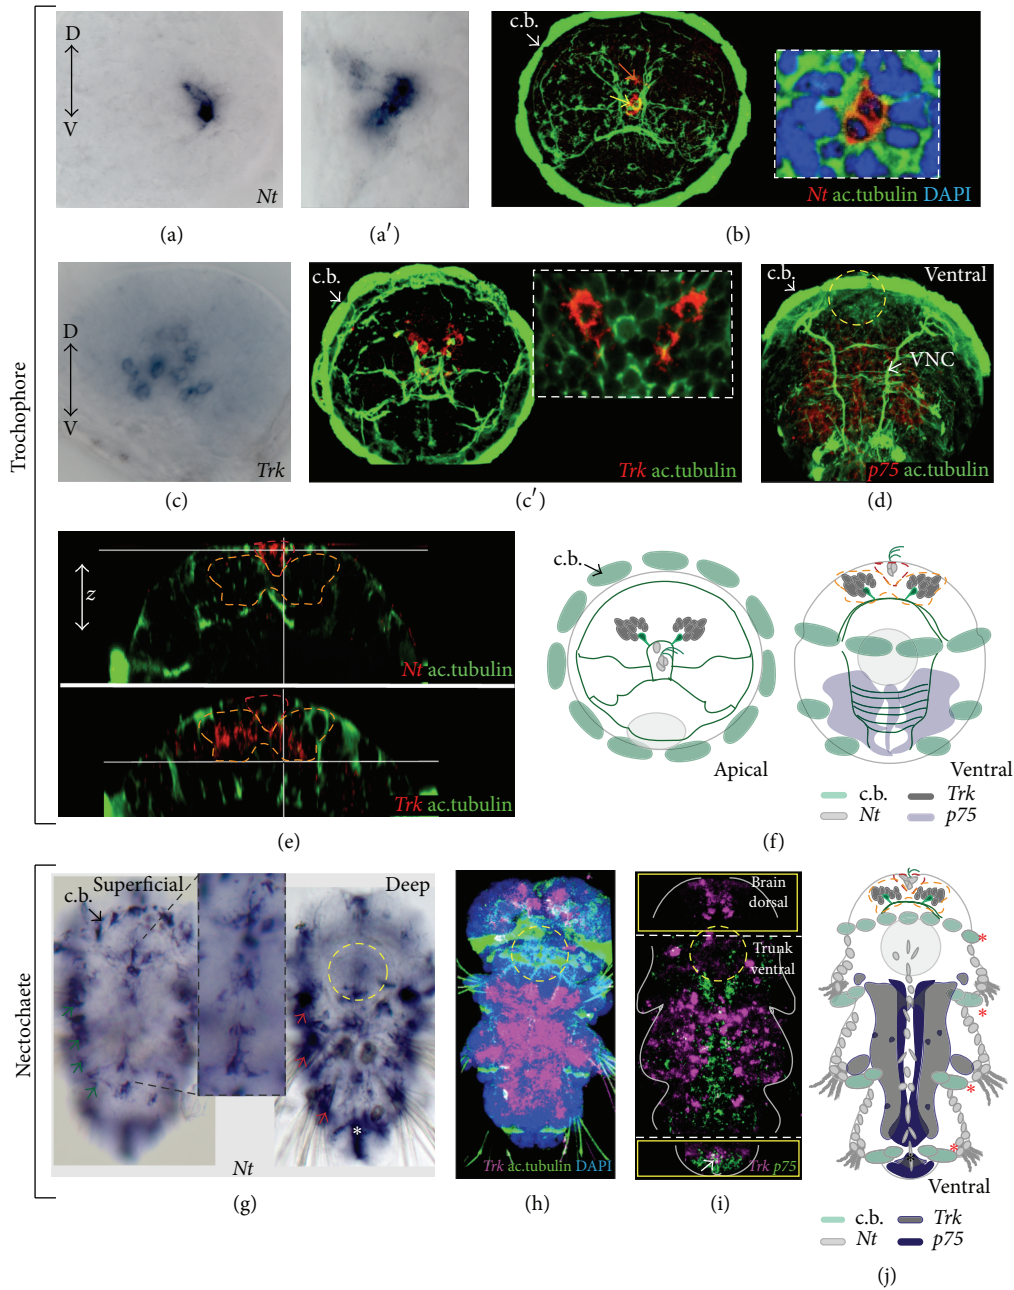 Trochophore
D
V
Nt
(a)
(a′)
c.b.
Nt ac.tubulin DAPI
(b)
D
V
Trk
(c)
c.b.
Trk ac.tubulin
(c′)
c.b.
Ventral
VNC
p75 ac.tubulin
(d)
z
Nt ac.tubulin
Trk ac.tubulin
(e)
c.b.
Apical
Ventral
c.b.
Trk
Nt
p75
(f)
Nectochaete
c.b.
Superficial
Deep
*
Nt
(g)
Trk ac.tubulin DAPI
(h)
Brain
dorsal
Trunk
ventral
Trk p75
(i)
*
*
*
*
*
Ventral
c.b.
Trk
Nt
p75
(j)